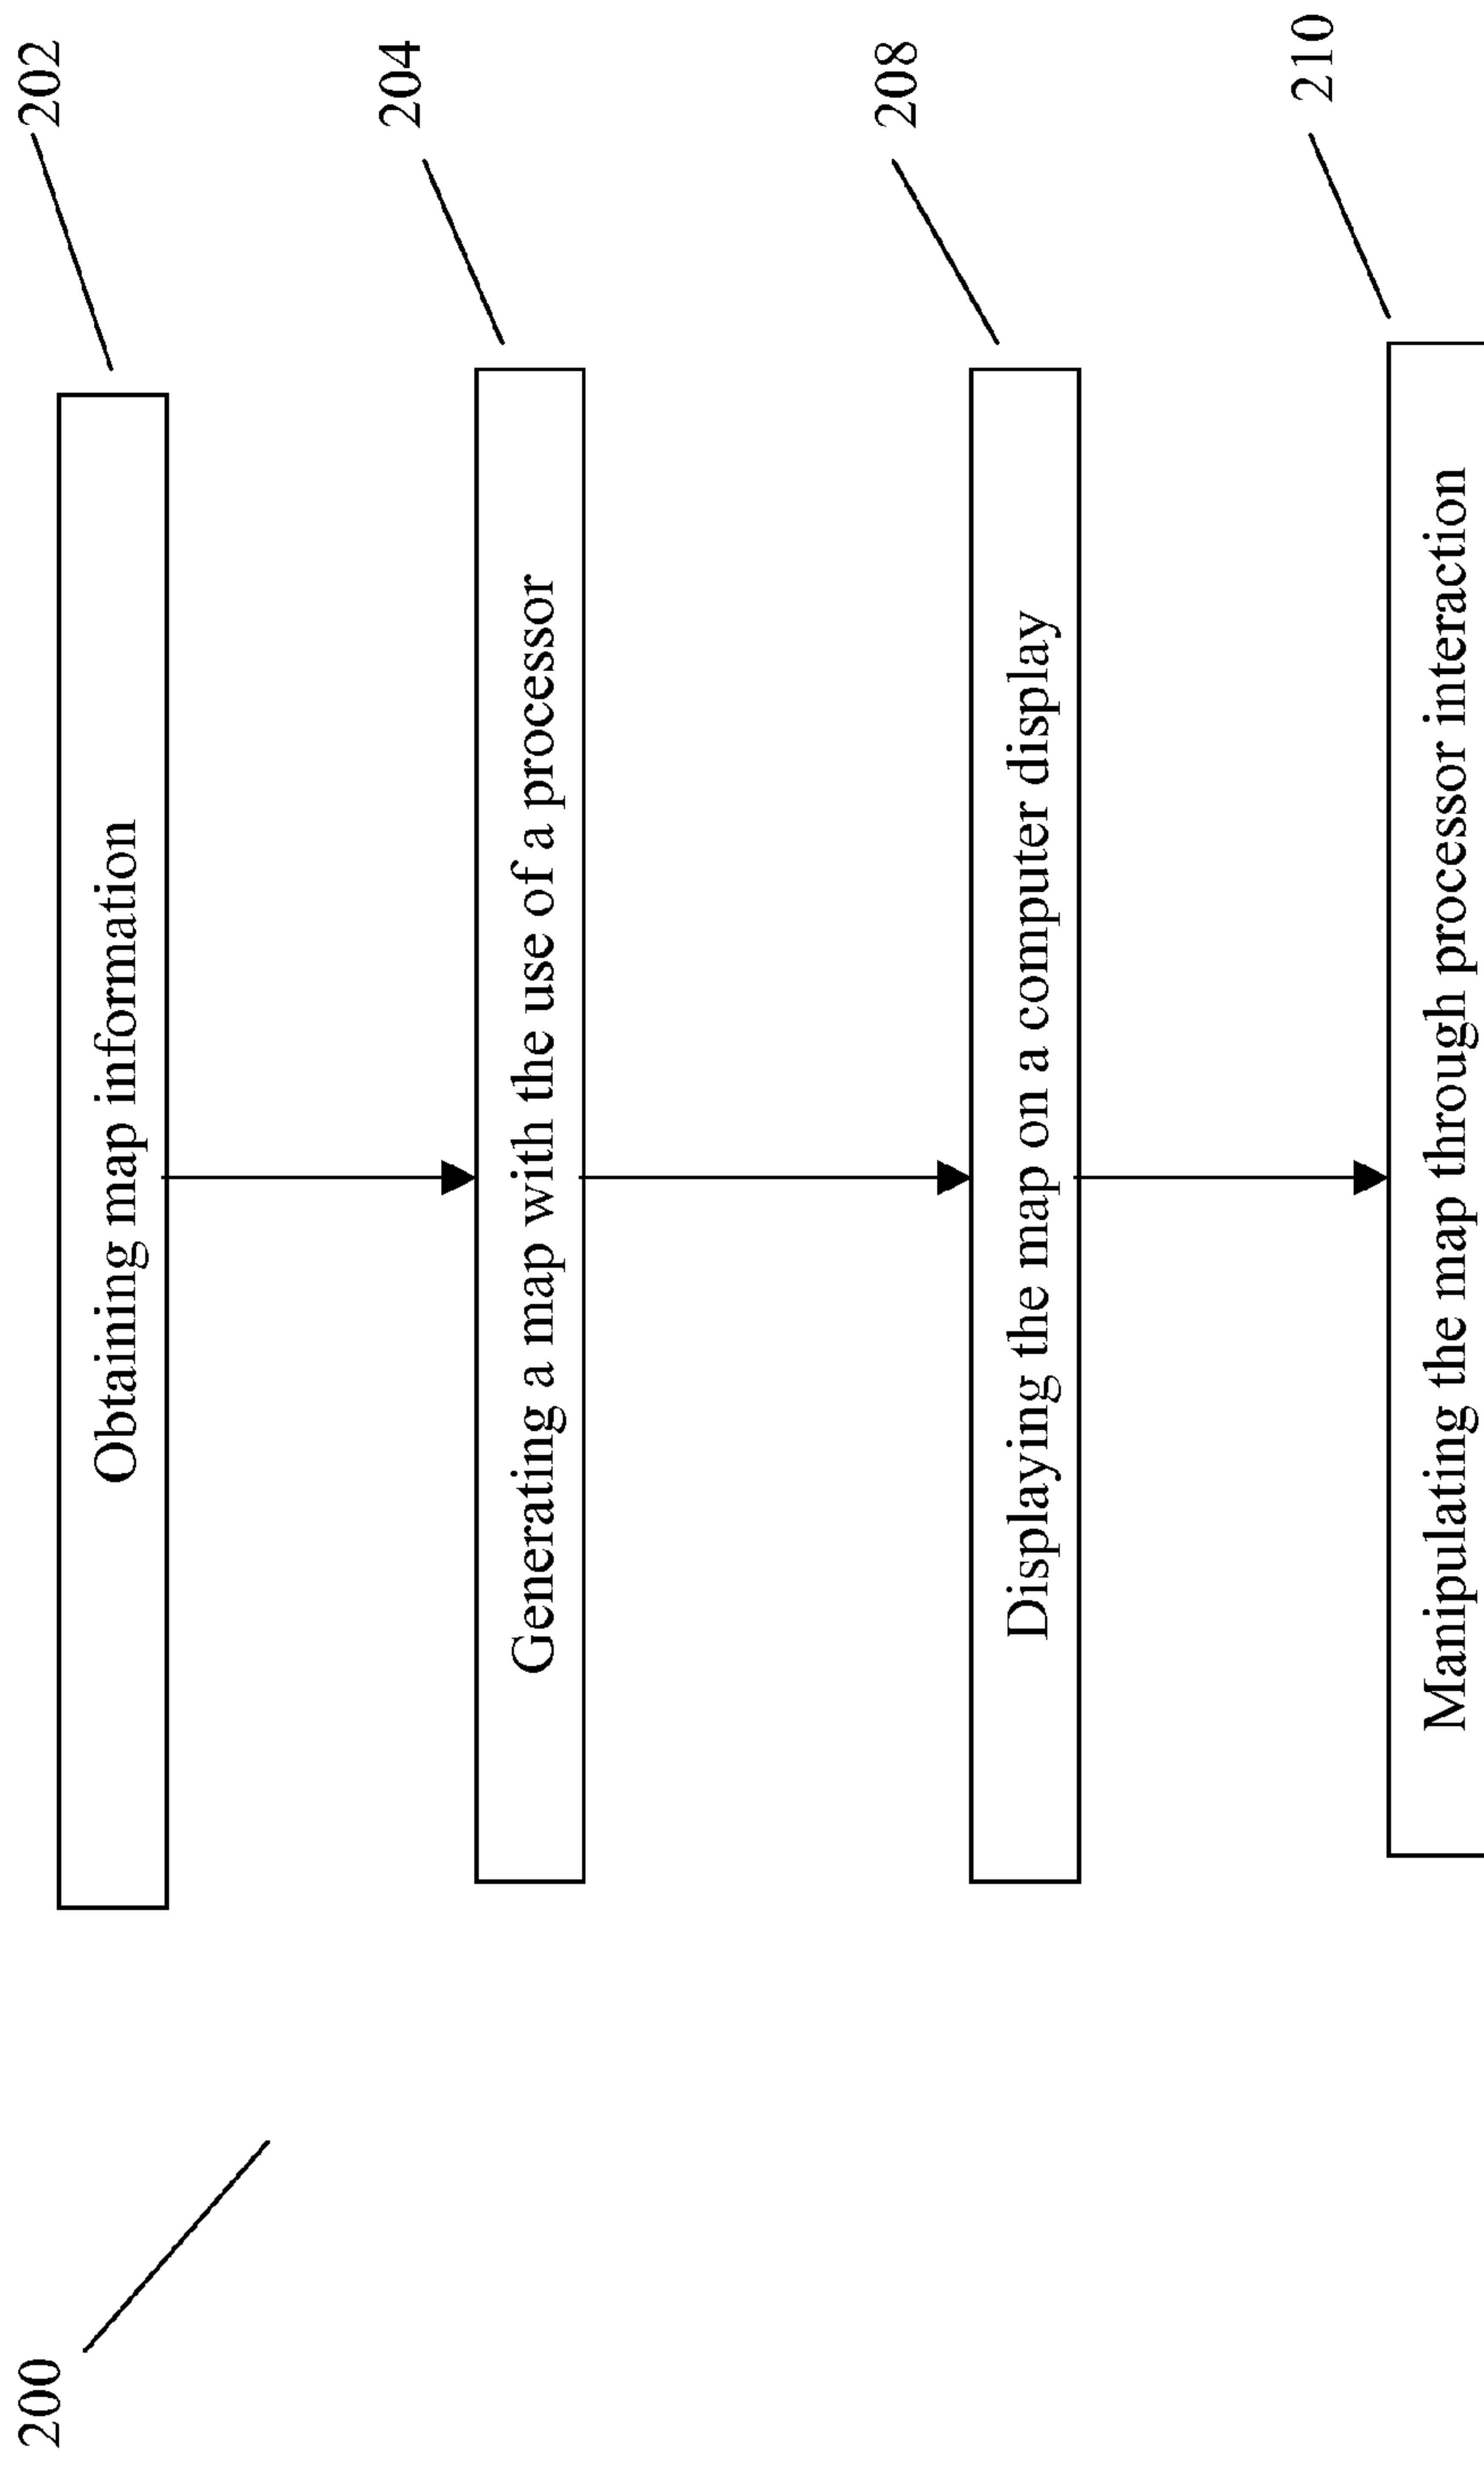 200
202
Obtaining map information
204
Generating a map with the use of a processor
208
Displaying the map on a computer display
210
Manipulating the map through processor interaction